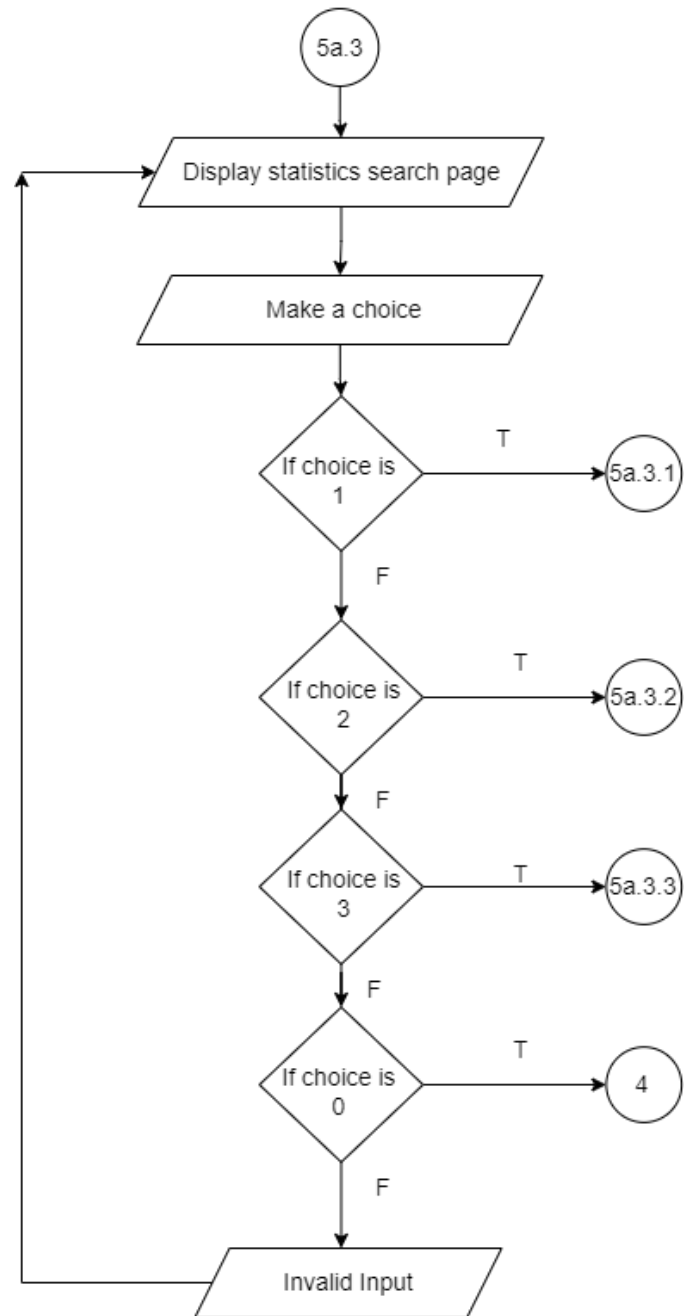 5a.3
Display statistics search page
Make a choice
If choice is
1
T
5a.3.1
F
If choice is
2
T
5a.3.2
F
If choice is
3
T
5a.3.3
F
If choice is
0
T
4
F
Invalid Input